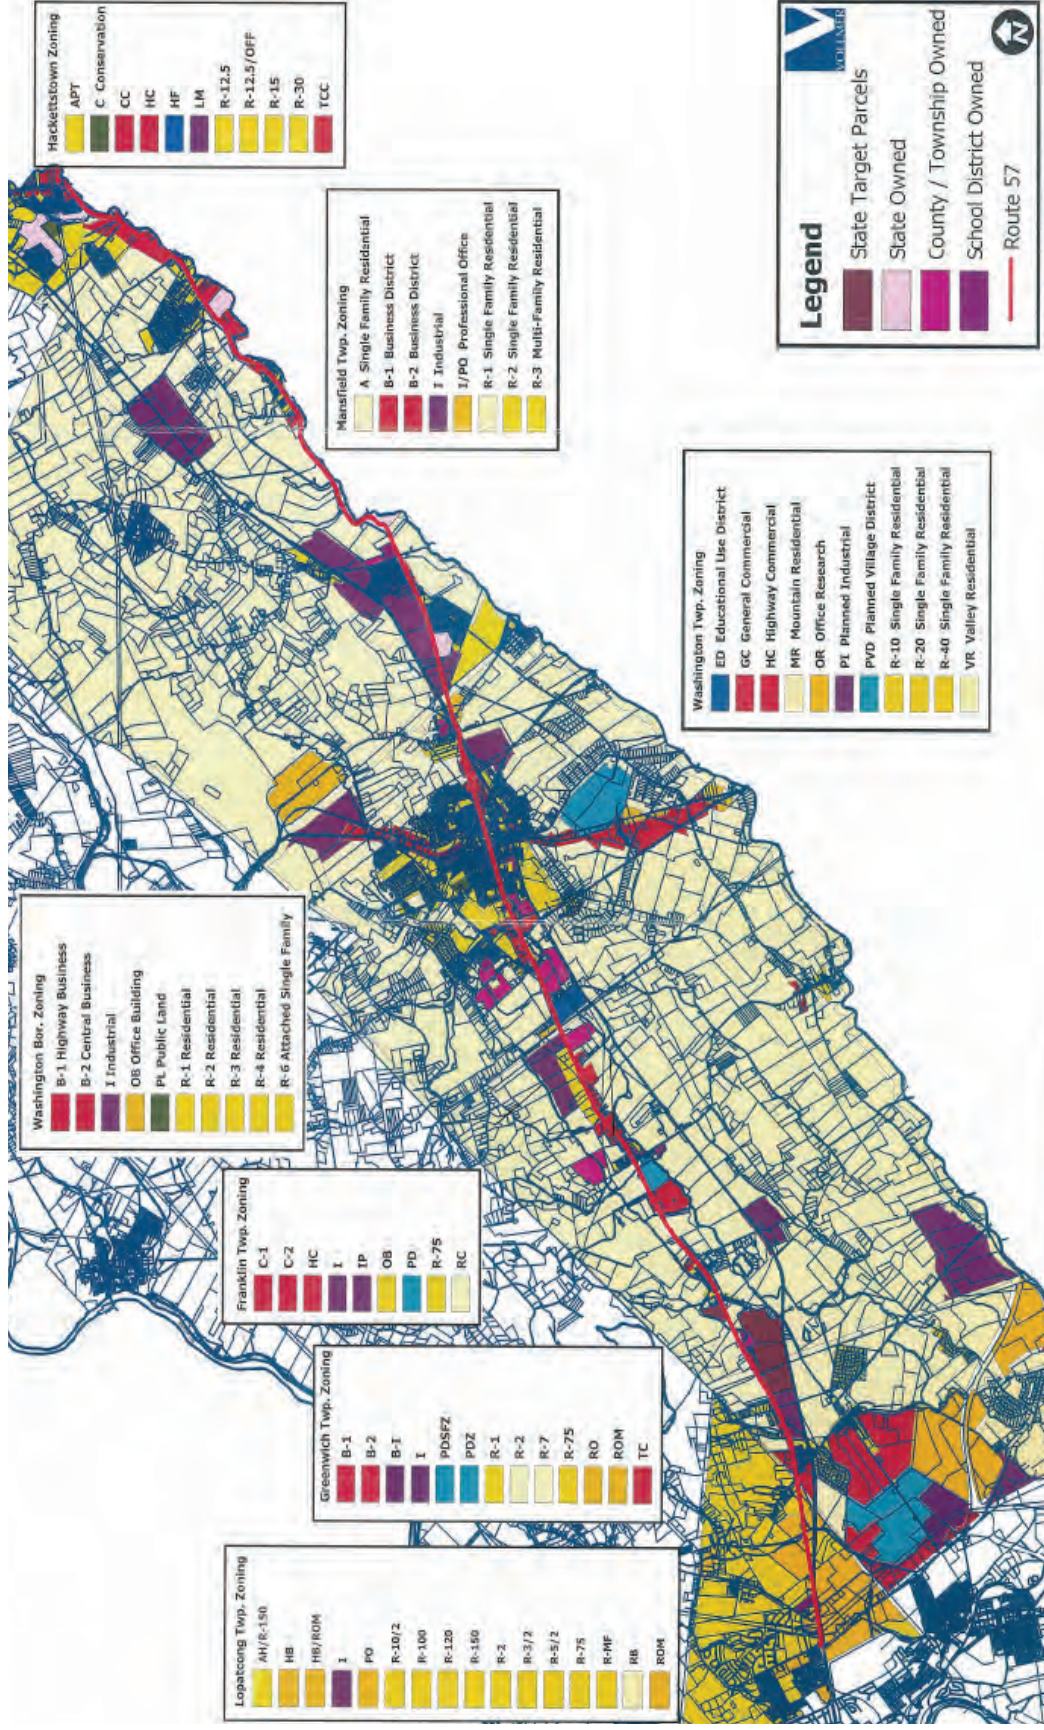 Hackettstown Zoning
APT
C Conservation
CC
HC
HF
LM
R-12.5
R-12.5/OFF
R-15
R-30
TCC
Mansfield Twp. Zoning
A Single Family Residential
B-1 Business District
B-2 Business District
I Industrial
I/PO Professional Office
R-1 Single Family Residential
R-2 Single Family Residential
R-3 Multi-Family Residential
Washington Twp. Zoning
ED Educational Use District
GC General Commercial
HC Highway Commercial
MR Mountain Residential
OR Office Research
PI Planned Industrial
PVD Planned Village District
R-10 Single Family Residential
R-20 Single Family Residential
R-40 Single Family Residential
VR Valley Residential
Washington Bor. Zoning
B-1 Highway Business
B-2 Central Business
I Industrial
OB Office Building
PL Public Land
R-1 Residential
R-2 Residential
R-3 Residential
R-4 Residential
R-6 Attached Single Family
Franklin Twp. Zoning
C-1
C-2
HC
I
IP
OB
PD
R-75
RC
Greenwich Twp. Zoning
B-1
B-2
B-I
I
PDSFZ
PDZ
R-1
R-2
R-7
R-75
RO
ROM
TC
Lopatcong Twp. Zoning
AH/R-150
HB
HB/ROM
I
PO
R-10/2
R-100
R-120
R-150
R-2
R-3/2
R-5/2
R-75
R-MF
RB
ROM
Legend
State Target Parcels
State Owned
County / Township Owned
School District Owned
Route 57
V
VOLLMER
N